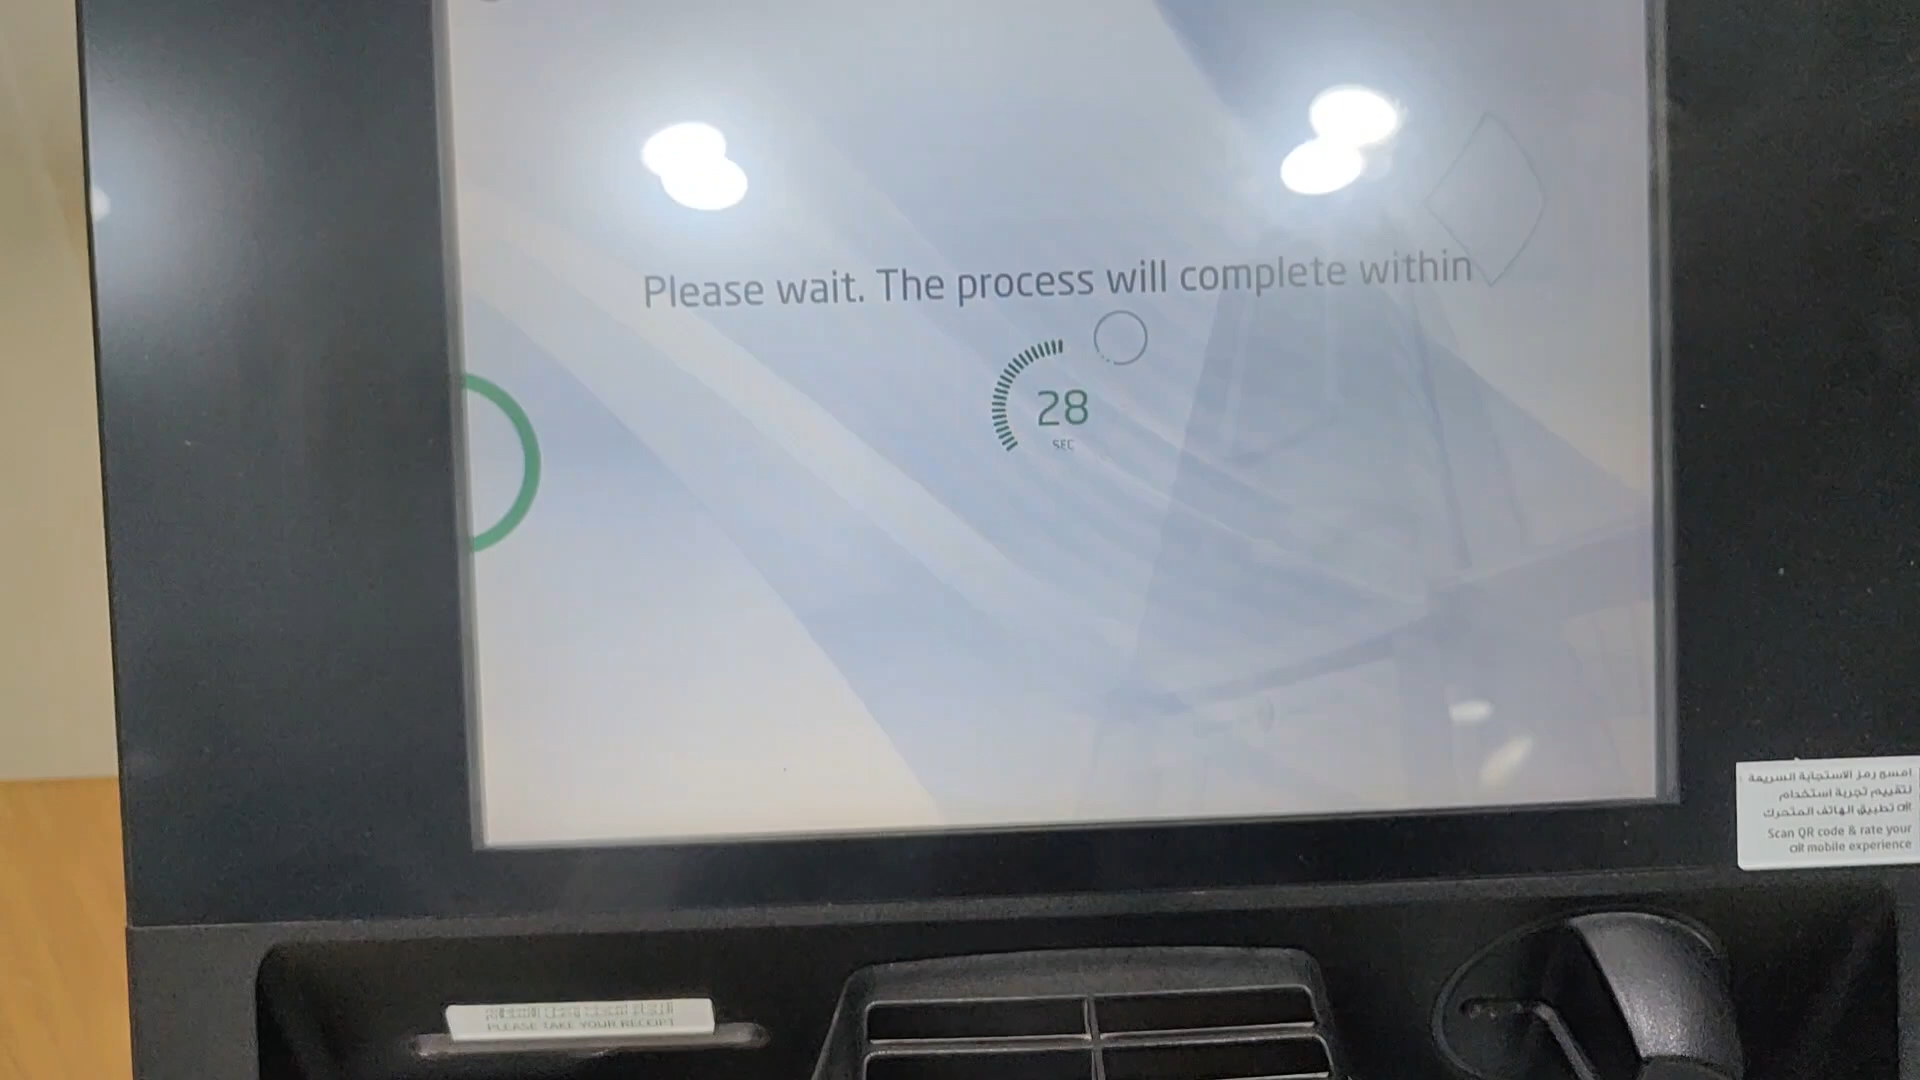 Please wait. The process will complete within
28
SEC
امسح رمز الاستجابة السريعة
لتقييم تجربة استخدام
تطبيق الهاتف المتحرك
Scan QR code & rate your
mobile experience
PLEASE TAKE YOUR RECEIPT